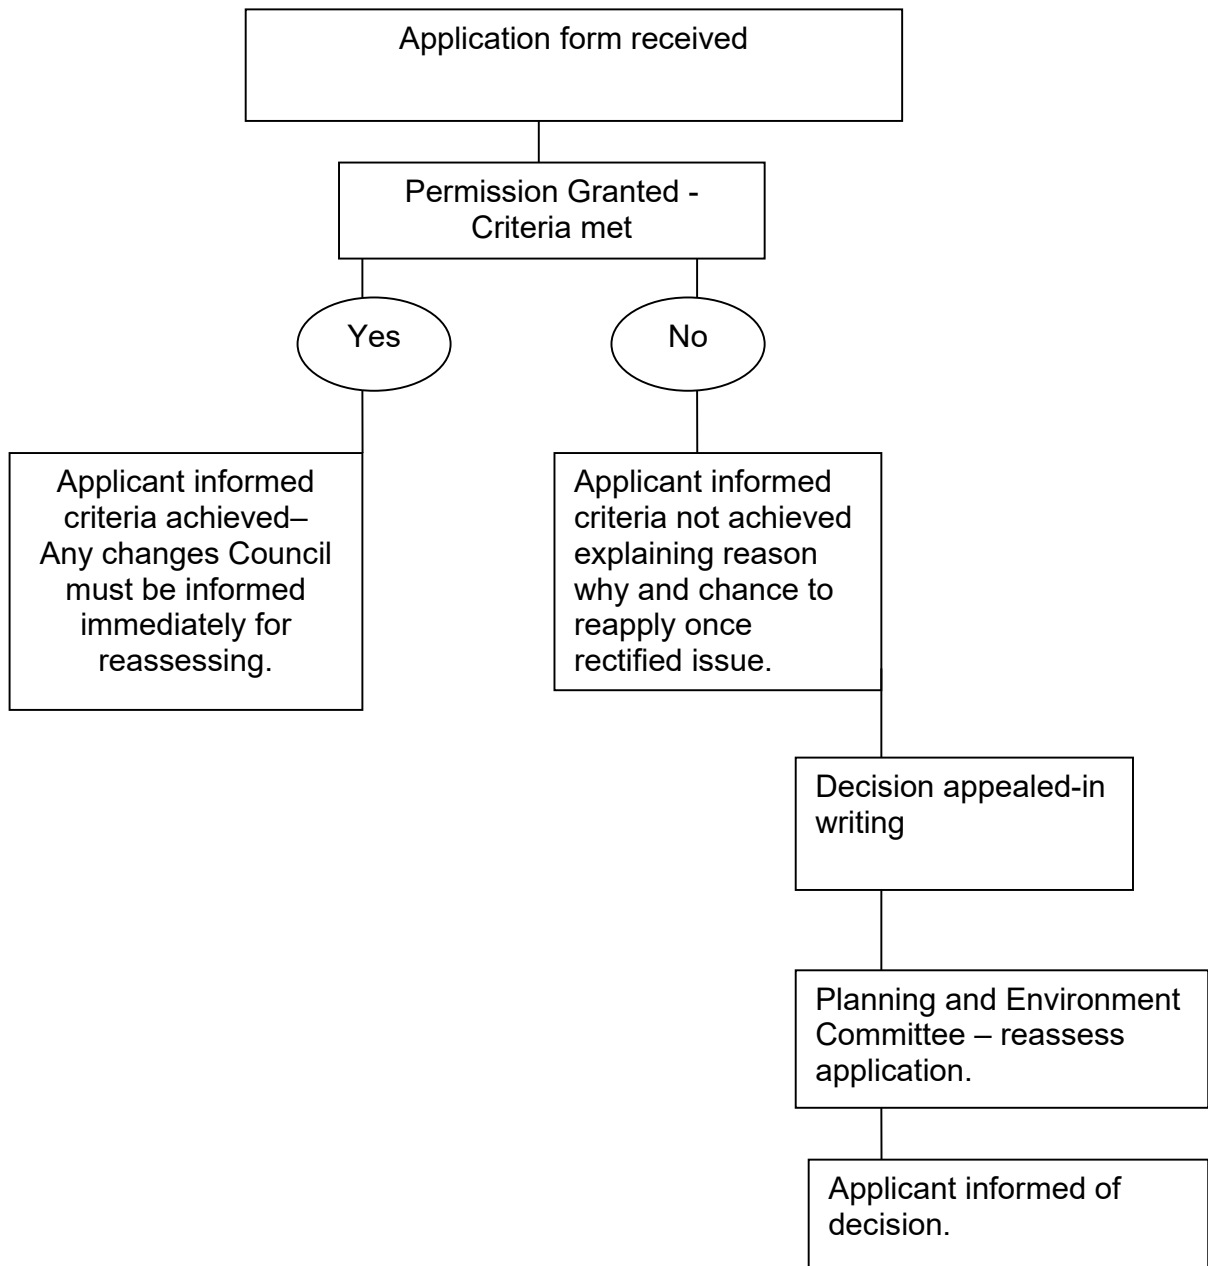 Application form received
Permission Granted -
Criteria met
Yes
No
Applicant informed
criteria achieved–
Any changes Council
must be informed
immediately for
reassessing.
Applicant informed
criteria not achieved
explaining reason
why and chance to
reapply once
rectified issue.
Decision appealed-in
writing
Planning and Environment
Committee – reassess
application.
Applicant informed of
decision.